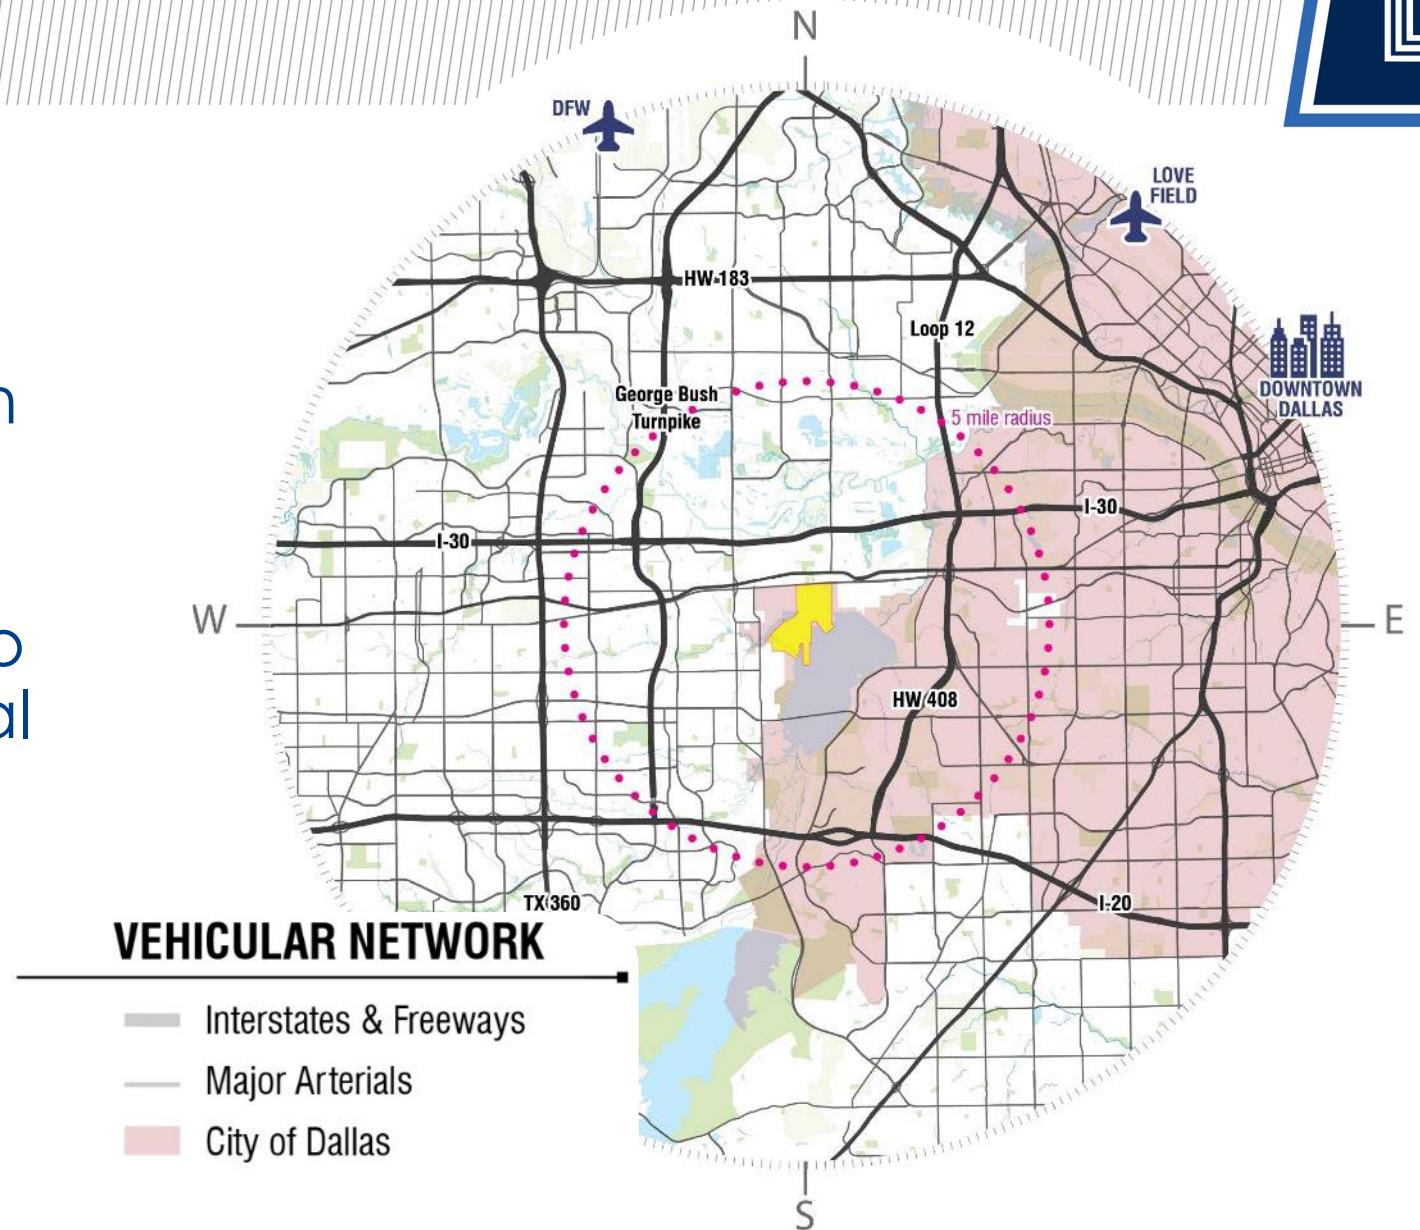 N
DFW
LOVE
FIELD
HW 183
Loop 12
DOWNTOWN
DALLAS
George Bush
Turnpike
5 mile radius
I-30
I-30
W
E
HW 408
TX 360
I-20
VEHICULAR NETWORK
Interstates & Freeways
Major Arterials
City of Dallas
S